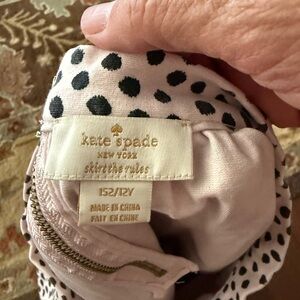 kate spade
NEW YORK
skirt the rules
152/12Y
MADE IN CHINA
FAIT EN CHINE